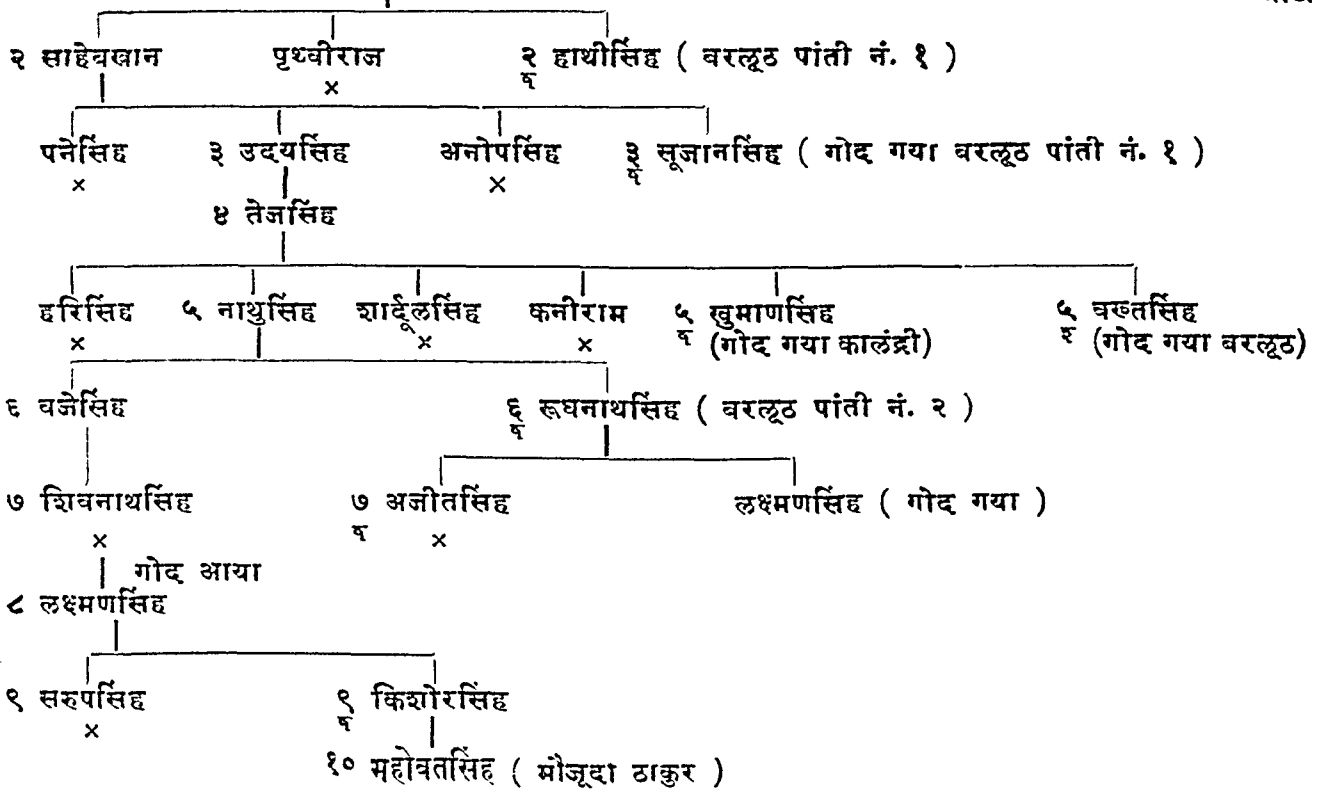 २ साहेबखान पृथ्वीराज २ हाथीसिंह ( वरलूठ पांती नं. १ )
× व
पनेसिंह ३ उदयसिंह अनोपसिंह ३ सूजानसिंह ( गोद गया वरलूठ पांती नं. १ )
× × व
४ तेजसिंह
हरिसिंह ५ नाथुसिंह शार्दूलसिंह कनीराम ५ खुमाणसिंह ५ वख्तसिंह
× × × व (गोद गया कालंद्री) इ (गोद गया वरलूठ)
६ वजेसिंह ६ रूघनाथसिंह ( वरलूठ पांती नं. २ )
व
७ शिवनाथसिंह ७ अजीतसिंह लक्ष्मणसिंह ( गोद गया )
× व ×
गोद आया
८ लक्ष्मणसिंह
९ सरुपसिंह ९ किशोरसिंह
× व
१० महोबतसिंह ( मौजूदा ठाकुर )